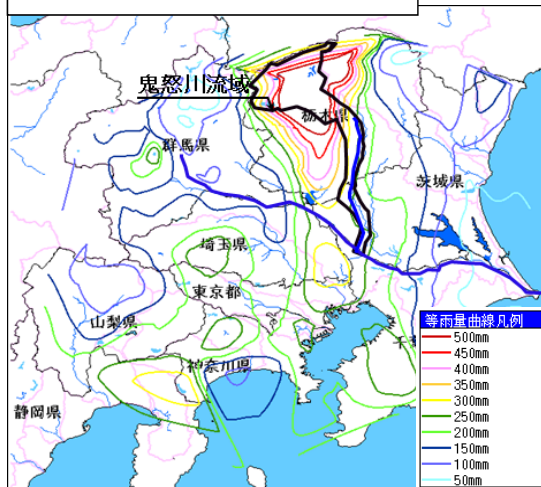 鬼怒川流域
栃木県
群馬県
茨城県
埼玉県
東京都
山梨県
千
神奈川県
静岡県
等雨量曲線凡例
500mm
450mm
400mm
350mm
300mm
250mm
200mm
150mm
100mm
50mm